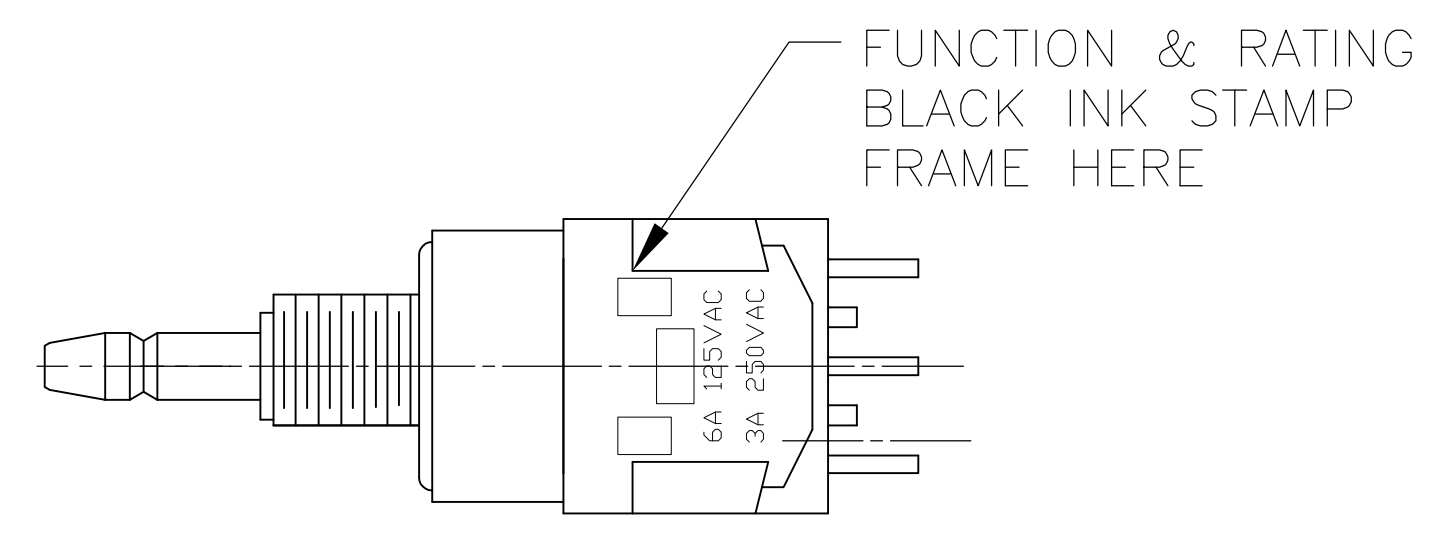 FUNCTION & RATING
BLACK INK STAMP
FRAME HERE
6A 125VAC
3A 250VAC